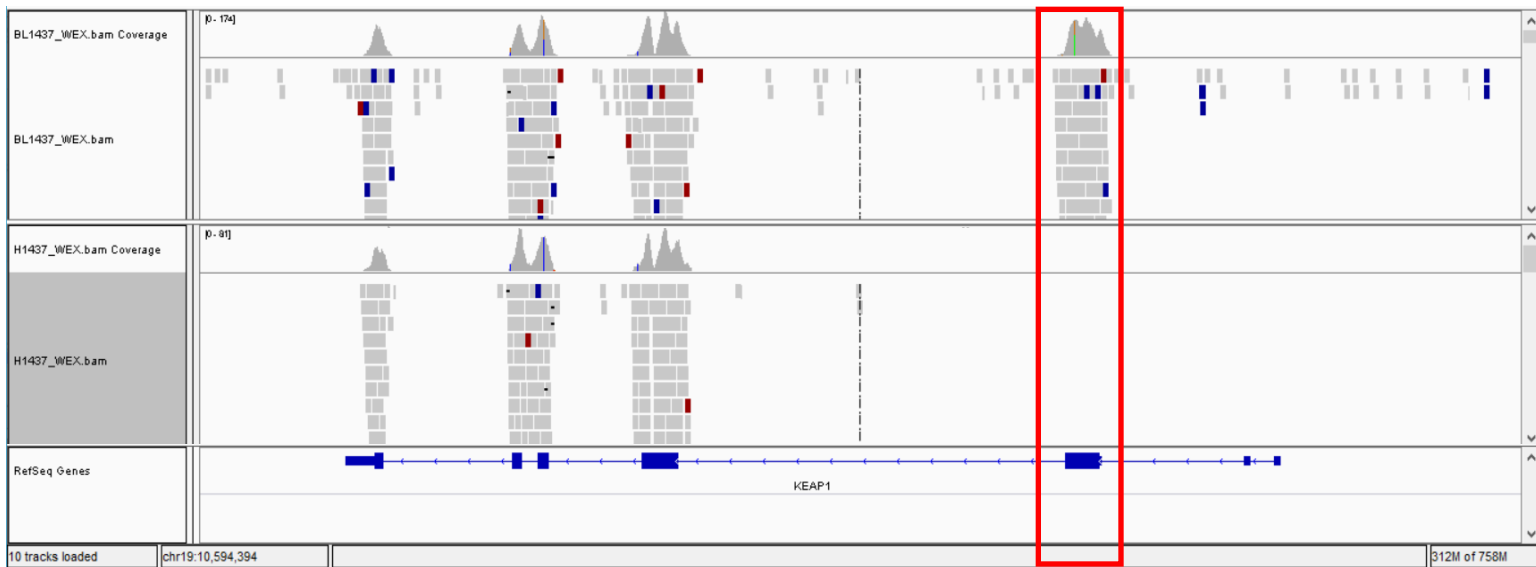 BL1437_WEX.bam Coverage
[0 - 174]
BL1437_WEX.bam
H1437_WEX.bam Coverage
[0 - 81]
H1437_WEX.bam
RefSeq Genes
KEAP1
10 tracks loaded
chr19:10,594,394
312M of 758M